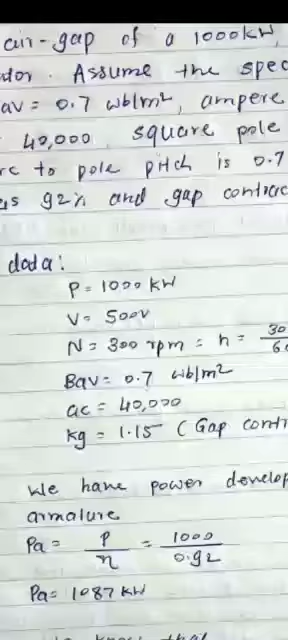 air-gap of a 1000kW,
Assume the spec
av = 0.7 wb/m², ampere
40,000 square pole
to pole pitch is 0.7
92% and gap contrac
data:
P = 1000 kW
V = 500V
N = 300 rpm = n = 30
Bav = 0.7 wb/m²
ac = 40,000
kg = 1.15 (Gap contr
We have power develop
armature
Pa = P/η = 1000/0.92
Pa = 1087 kW